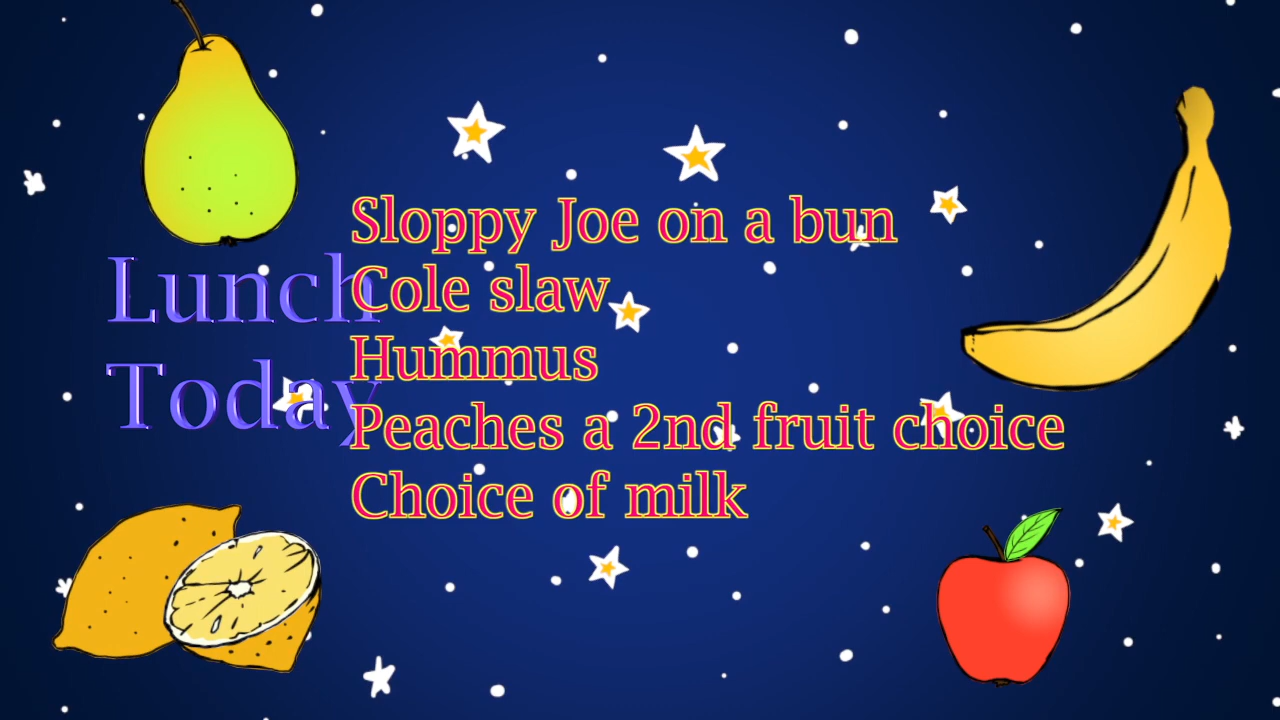 Lunch
Today
Sloppy Joe on a bun
Cole slaw
Hummus
Peaches a 2nd fruit choice
Choice of milk